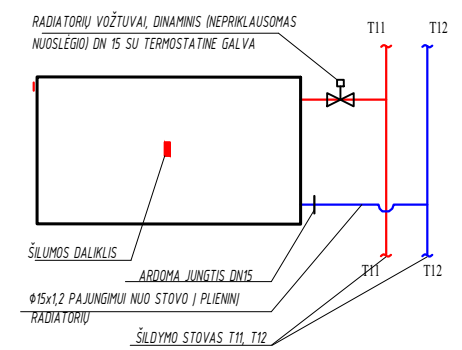 RADIATORIŲ VOŽTUVAI, DINAMINIS (NEPRIKLAUSOMAS
NUOSLĖGIO) DN 15 SU TERMOSTATINE GALVA
T11
T12
ŠILUMOS DALIKLIS
ARDOMA JUNGTIS DN15
T11
T12
Φ15x1,2 PAJUNGIMUI NUO STOVO Į PLIENINĮ
RADIATORIŲ
ŠILDYMO STOVAS T11, T12